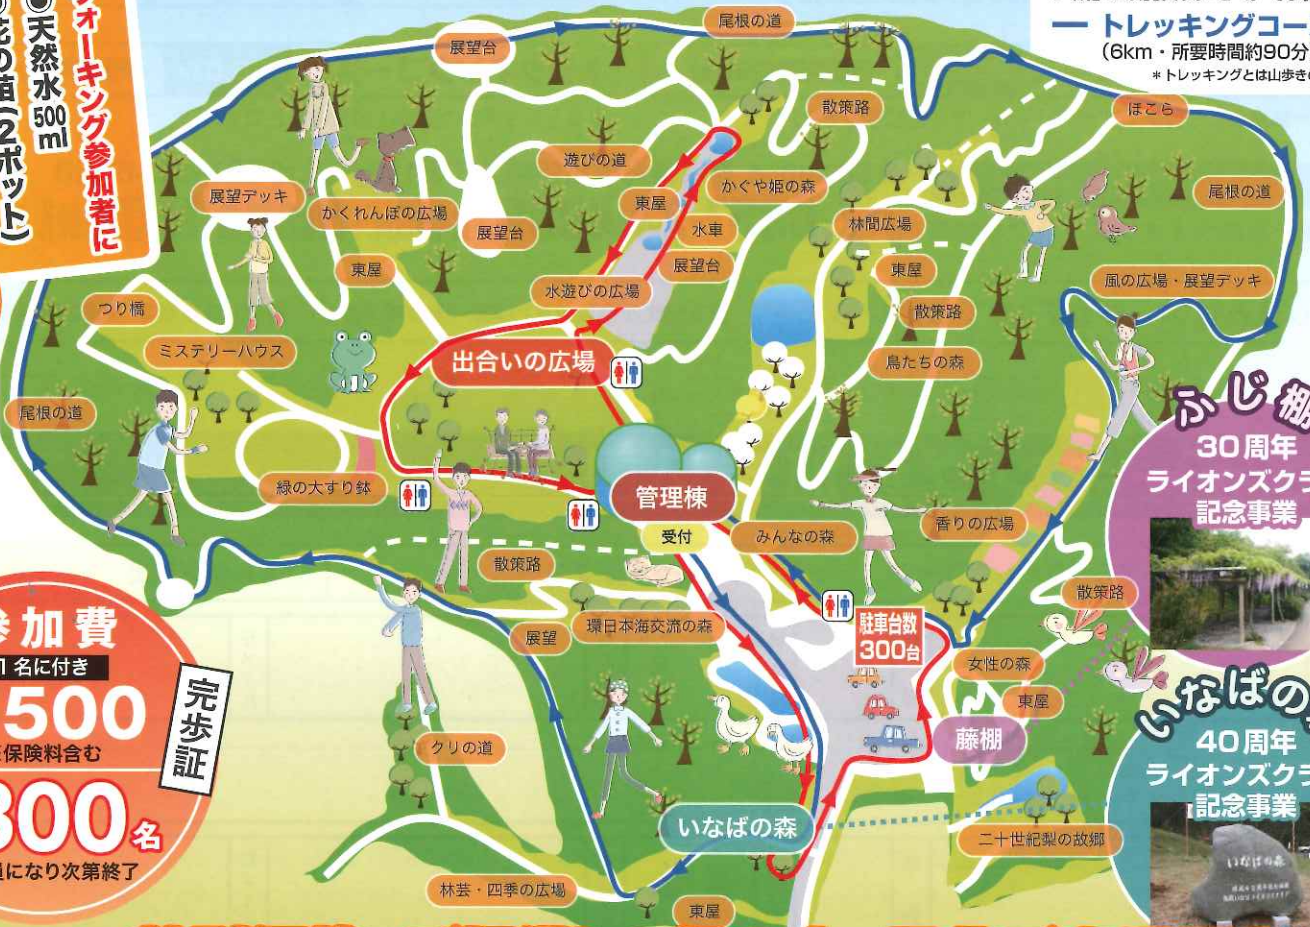 ウォーキング参加者に
●天然水500ml
花の苗(2ポット)
トレッキングコー
(6km・所要時間約90分
*トレッキングとは山歩きの
尾根の道
展望台
散策路
ほこら
遊びの道
かぐや姫の森
展望デッキ
かくれんぼの広場
東屋
尾根の道
展望台
水車
林間広場
東屋
展望台
東屋
風の広場・展望デッキ
水遊びの広場
つり橋
散策路
ミステリーハウス
出合いの広場
鳥たちの森
尾根の道
ふじ棚
30周年
ライオンズクラ
記念事業
緑の大すり鉢
管理棟
受付
みんなの森
香りの広場
散策路
散策路
環日本海交流の森
展望
駐車台数
300台
女性の森
東屋
藤棚
参加費
1名に付き
500
保険料含む
300名
になり次第終了
完歩証
クリの道
いなばの森
二十世紀梨の故郷
林芸・四季の広場
東屋
いなばの
40周年
ライオンズクラ
記念事業
いなばの森